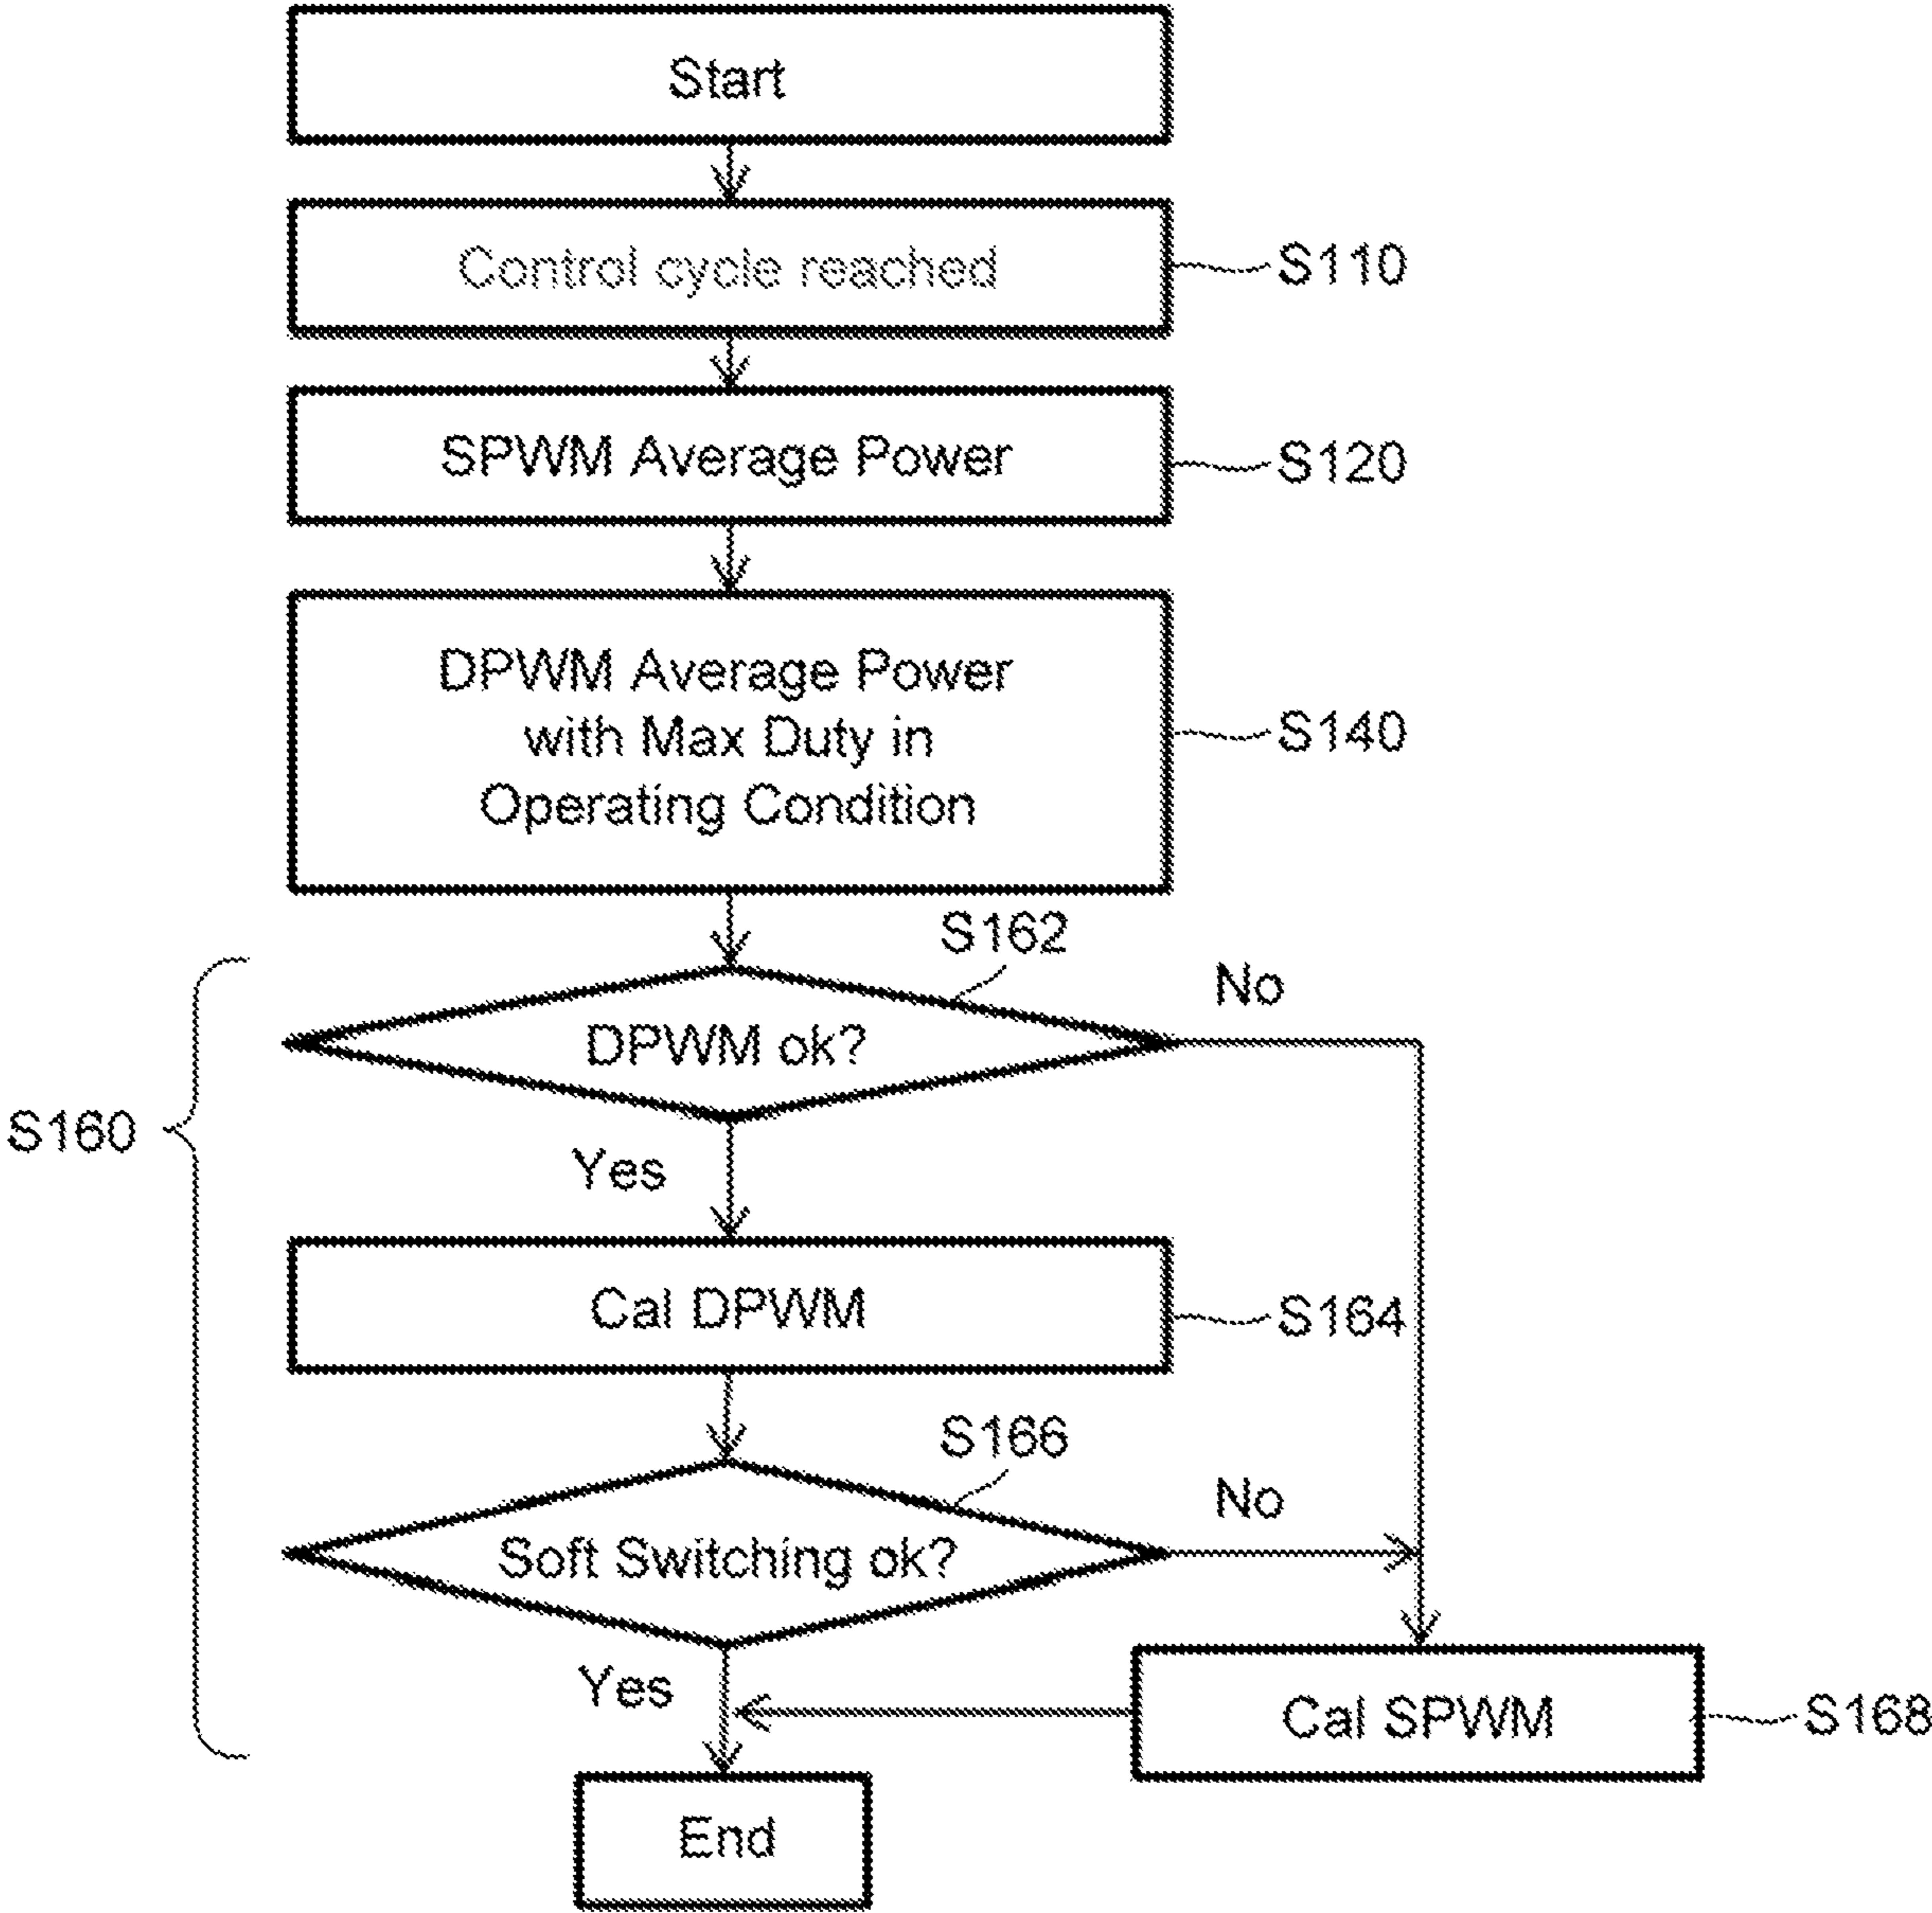 Start
Control cycle reached
S110
SPWM Average Power
S120
DPWM Average Power
with Max Duty in
Operating Condition
S140
S162
No
DPWM ok?
S160
Yes
Cal DPWM
S164
S166
No
Soft Switching ok?
Yes
Cal SPWM
S168
End